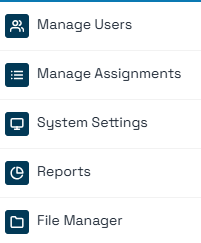 Manage Users
Manage Assignments
System Settings
Reports
File Manager